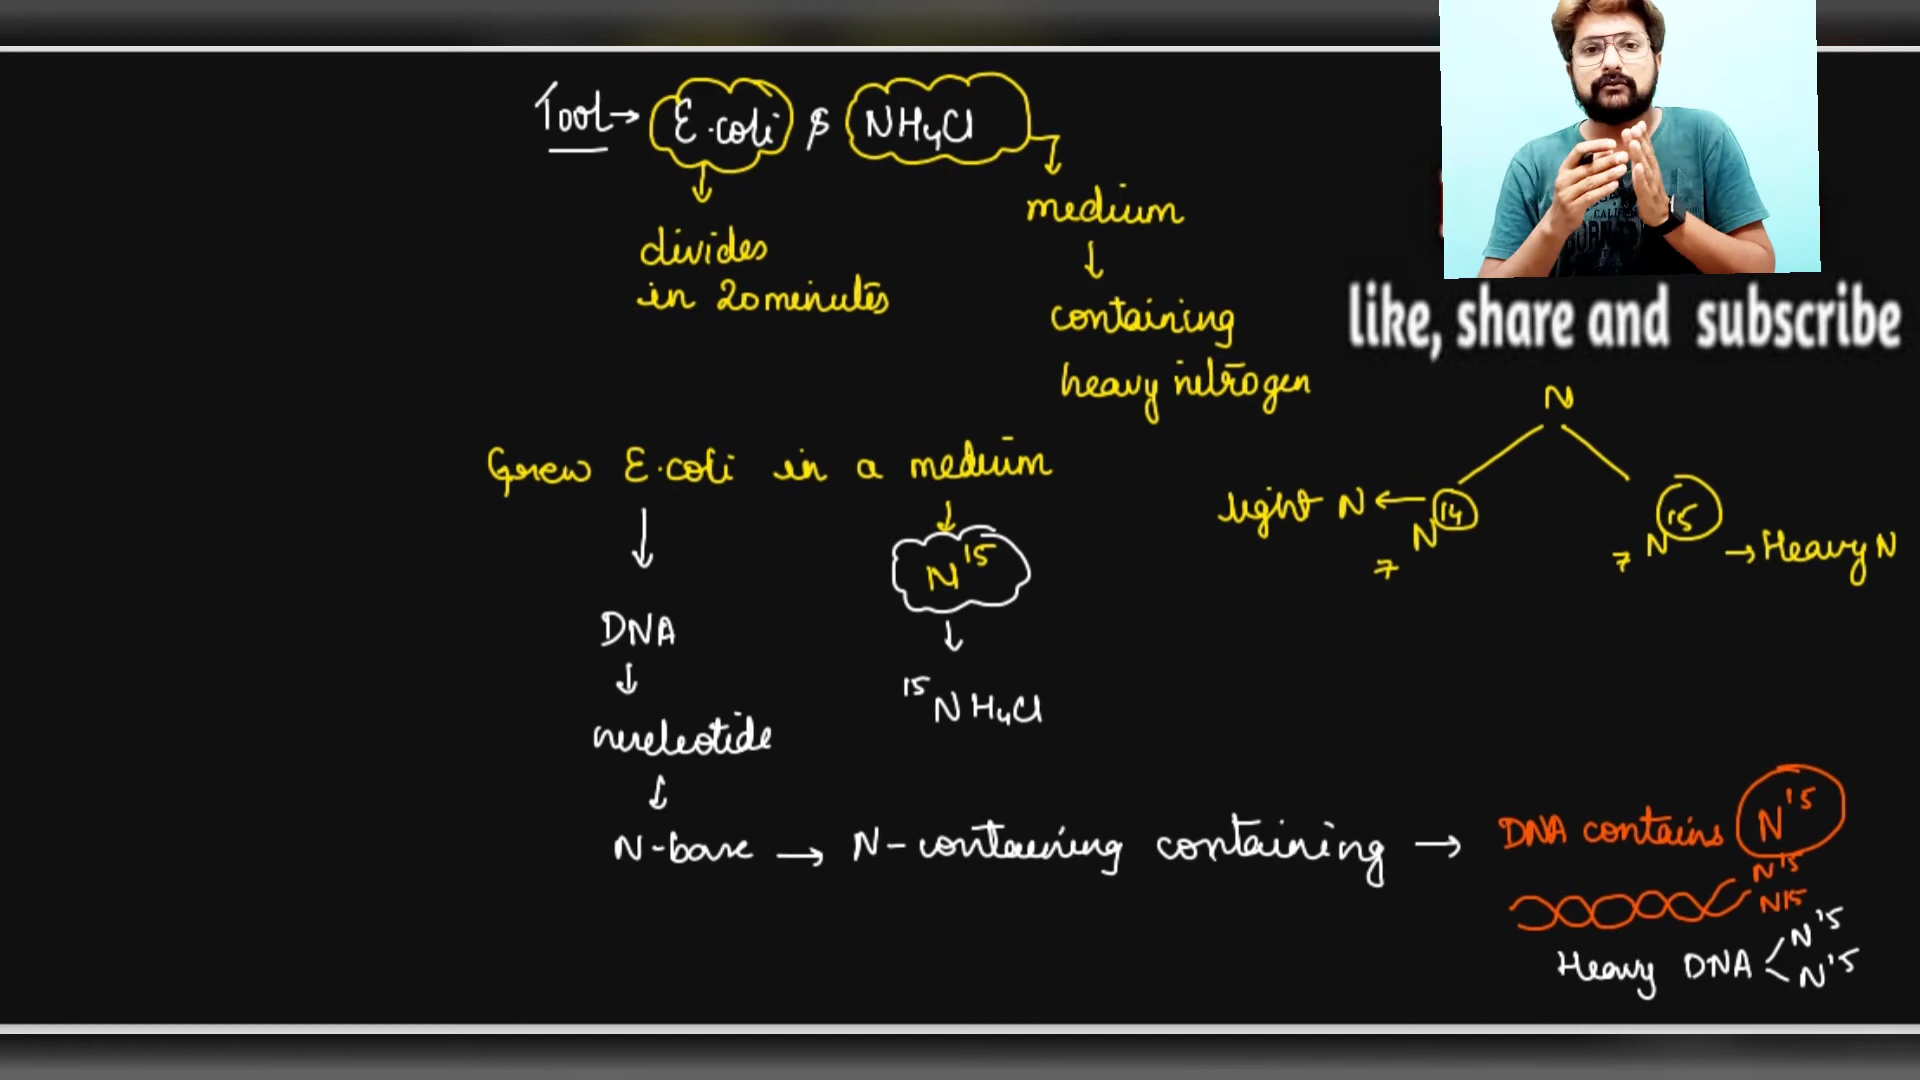 Tool → E.coli & NH4Cl
divides
in 20 minutes
medium
containing
heavy nitrogen
like, share and subscribe
N
light N ← 7N14
7N15 → Heavy N
Grew E.coli in a medium
N15
15NH4Cl
DNA
nucleotide
N-base → N-containing containing → DNA contains N15
N15
N15
Heavy DNA < N15
N15